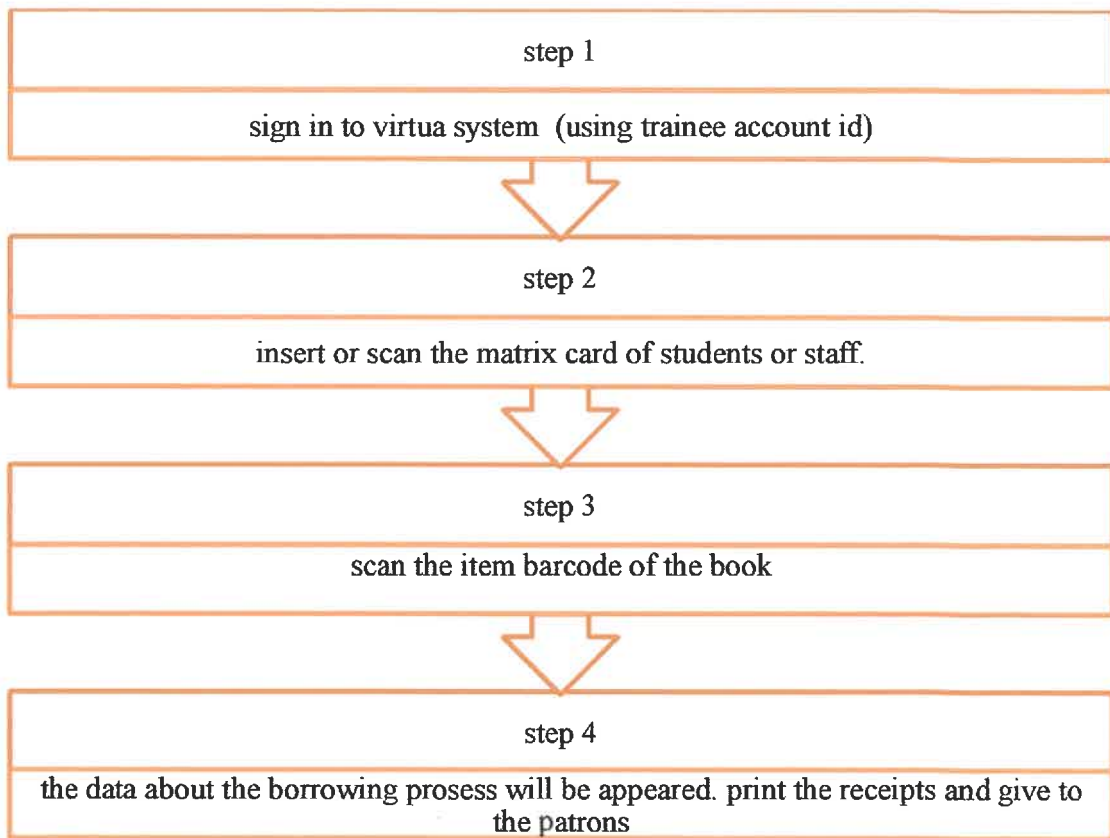 step 1
sign in to virtua system (using trainee account id)
step 2
insert or scan the matrix card of students or staff.
step 3
scan the item barcode of the book
step 4
the data about the borrowing prosess will be appeared. print the receipts and give to
the patrons